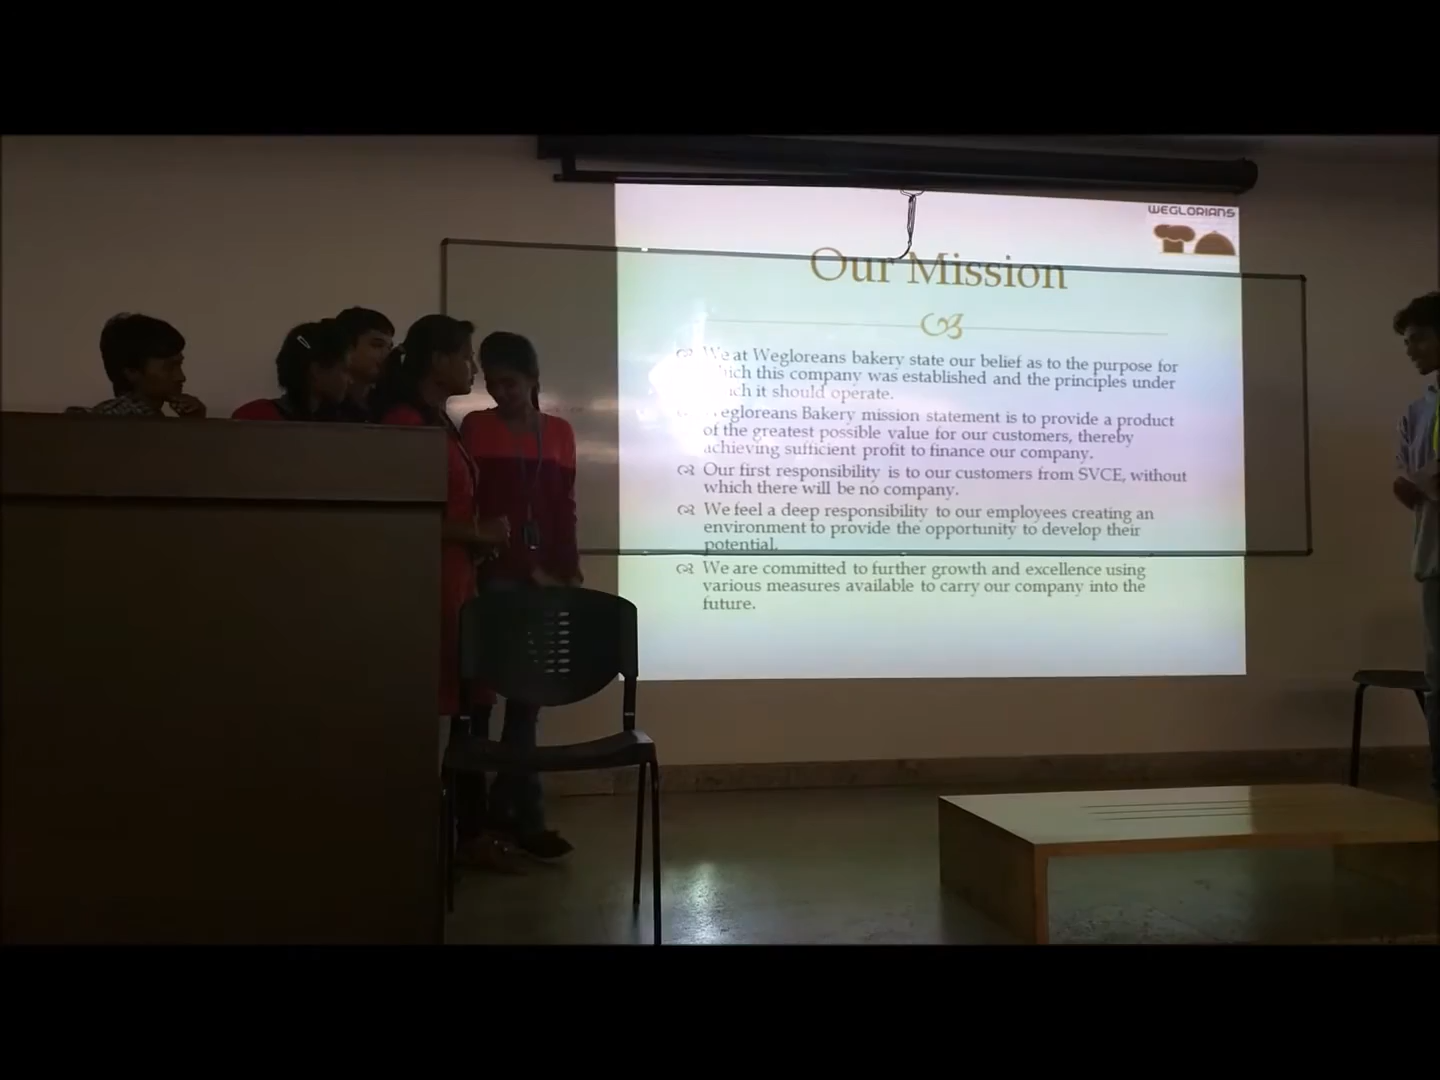 WEGLORIANS
Our Mission
We at Wegloreans bakery state our belief as to the purpose for
which this company was established and the principles under
which it should operate.
Wegloreans Bakery mission statement is to provide a product
of the greatest possible value for our customers, thereby
achieving sufficient profit to finance our company.
Our first responsibility is to our customers from SVCE, without
which there will be no company.
We feel a deep responsibility to our employees creating an
environment to provide the opportunity to develop their
potential.
We are committed to further growth and excellence using
various measures available to carry our company into the
future.